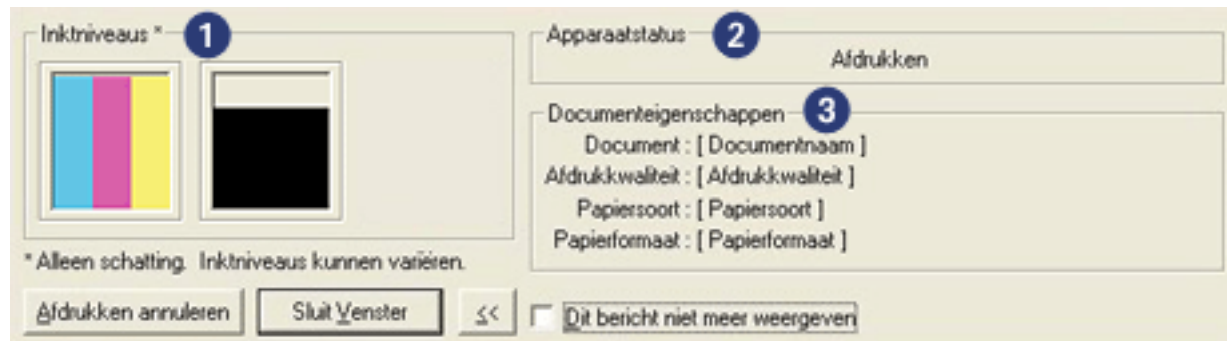 Inktniveaus * 1
Apparaatstatus 2
Afdrukken
Documenteigenschappen 3
Document : [ Documentnaam ]
Afdrukkwaliteit : [ Afdrukkwaliteit ]
Papiersoort : [ Papiersoort ]
Papierformaat : [ Papierformaat ]
* Alleen schatting. Inktniveaus kunnen variëren.
Afdrukken annuleren
Sluit Venster
<<
Dit bericht niet meer weergeven